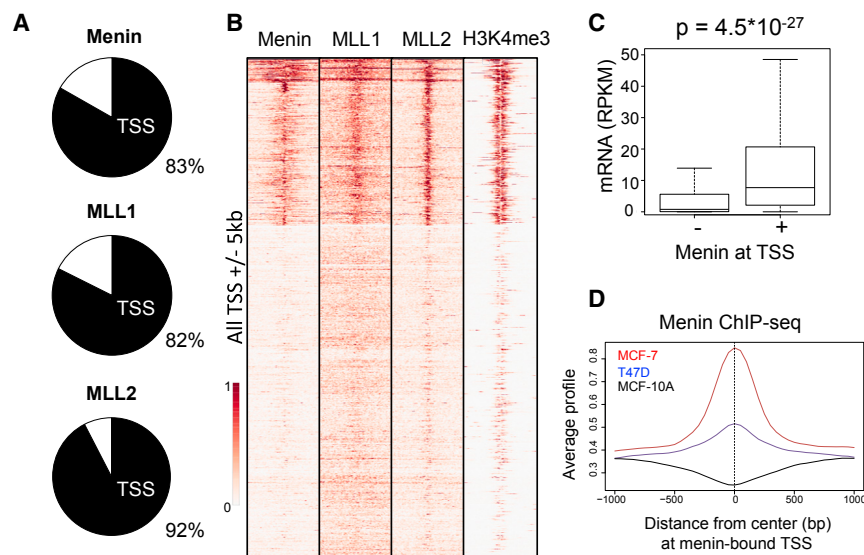 A
Menin
TSS
83%
MLL1
TSS
82%
MLL2
TSS
92%
B
Menin MLL1 MLL2 H3K4me3
All TSS +/- 5kb
1
0
C
p = 4.5*10-27
mRNA (RPKM)
50
40
30
20
10
0
- +
Menin at TSS
D
Menin ChIP-seq
MCF-7
T47D
MCF-10A
Average profile
0.8
0.7
0.6
0.5
0.4
0.3
−1000 −500 0 500 1000
Distance from center (bp)
at menin-bound TSS